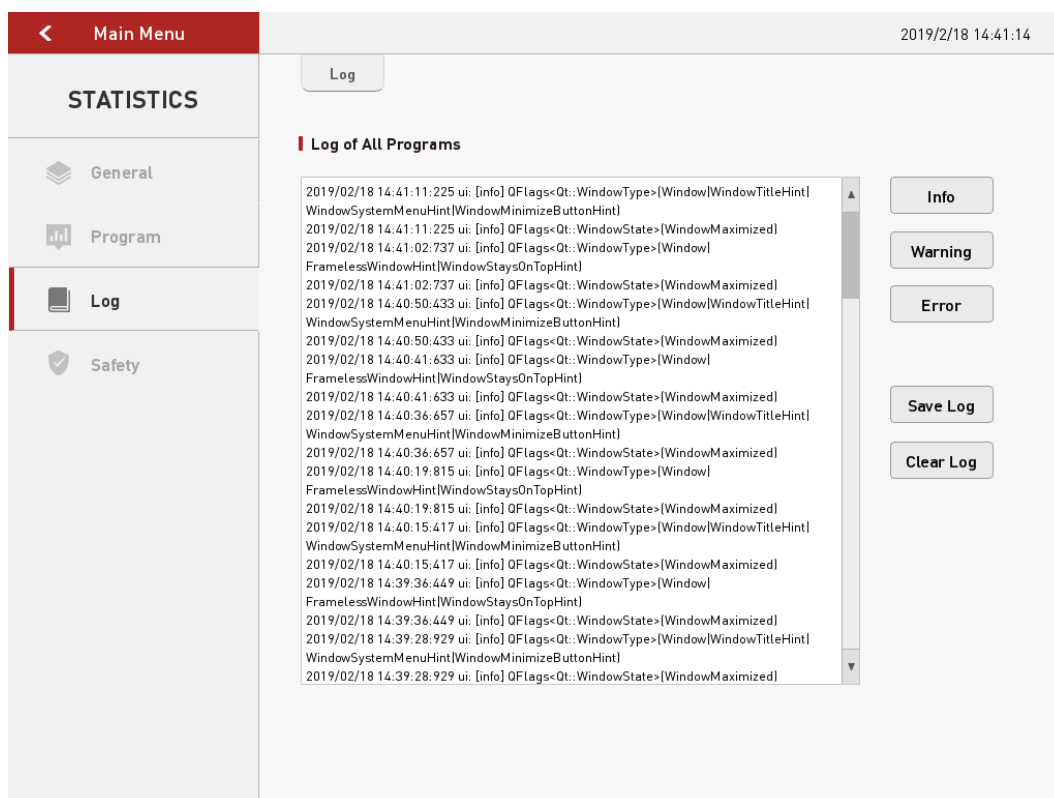 Main Menu
2019/2/18 14:41:14
STATISTICS
General
Program
Log
Safety
Log
Log of All Programs
2019/02/18 14:41:11:225 ui: [info] QFlags<Qt::WindowType>(Window|WindowTitleHint|
WindowSystemMenuHint|WindowMinimizeButtonHint)
2019/02/18 14:41:11:225 ui: [info] QFlags<Qt::WindowState>(WindowMaximized)
2019/02/18 14:41:02:737 ui: [info] QFlags<Qt::WindowType>(Window|
FramelessWindowHint|WindowStaysOnTopHint)
2019/02/18 14:41:02:737 ui: [info] QFlags<Qt::WindowState>(WindowMaximized)
2019/02/18 14:40:50:433 ui: [info] QFlags<Qt::WindowType>(Window|WindowTitleHint|
WindowSystemMenuHint|WindowMinimizeButtonHint)
2019/02/18 14:40:50:433 ui: [info] QFlags<Qt::WindowState>(WindowMaximized)
2019/02/18 14:40:41:633 ui: [info] QFlags<Qt::WindowType>(Window|
FramelessWindowHint|WindowStaysOnTopHint)
2019/02/18 14:40:41:633 ui: [info] QFlags<Qt::WindowState>(WindowMaximized)
2019/02/18 14:40:36:657 ui: [info] QFlags<Qt::WindowType>(Window|WindowTitleHint|
WindowSystemMenuHint|WindowMinimizeButtonHint)
2019/02/18 14:40:36:657 ui: [info] QFlags<Qt::WindowState>(WindowMaximized)
2019/02/18 14:40:19:815 ui: [info] QFlags<Qt::WindowType>(Window|
FramelessWindowHint|WindowStaysOnTopHint)
2019/02/18 14:40:19:815 ui: [info] QFlags<Qt::WindowState>(WindowMaximized)
2019/02/18 14:40:15:417 ui: [info] QFlags<Qt::WindowType>(Window|WindowTitleHint|
WindowSystemMenuHint|WindowMinimizeButtonHint)
2019/02/18 14:40:15:417 ui: [info] QFlags<Qt::WindowState>(WindowMaximized)
2019/02/18 14:39:36:449 ui: [info] QFlags<Qt::WindowType>(Window|
FramelessWindowHint|WindowStaysOnTopHint)
2019/02/18 14:39:36:449 ui: [info] QFlags<Qt::WindowState>(WindowMaximized)
2019/02/18 14:39:28:929 ui: [info] QFlags<Qt::WindowType>(Window|WindowTitleHint|
WindowSystemMenuHint|WindowMinimizeButtonHint)
2019/02/18 14:39:28:929 ui: [info] QFlags<Qt::WindowState>(WindowMaximized)
Info
Warning
Error
Save Log
Clear Log